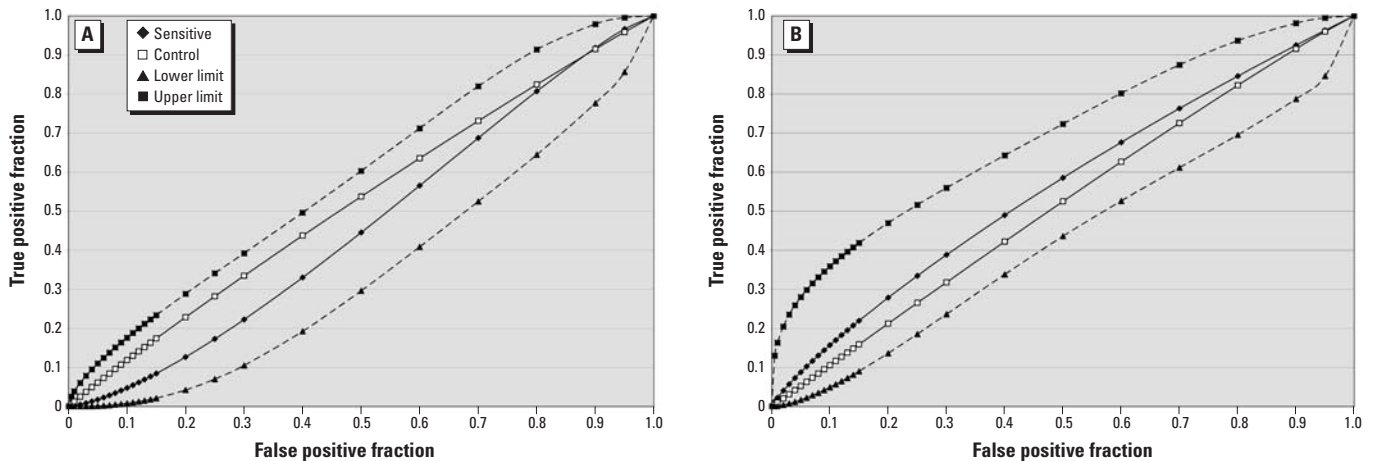 A
Sensitive
Control
Lower limit
Upper limit
1.0
0.9
0.8
0.7
0.6
0.5
0.4
0.3
0.2
0.1
0
True positive fraction
0 0.1 0.2 0.3 0.4 0.5 0.6 0.7 0.8 0.9 1.0
False positive fraction
B
1.0
0.9
0.8
0.7
0.6
0.5
0.4
0.3
0.2
0.1
0
True positive fraction
0 0.1 0.2 0.3 0.4 0.5 0.6 0.7 0.8 0.9 1.0
False positive fraction